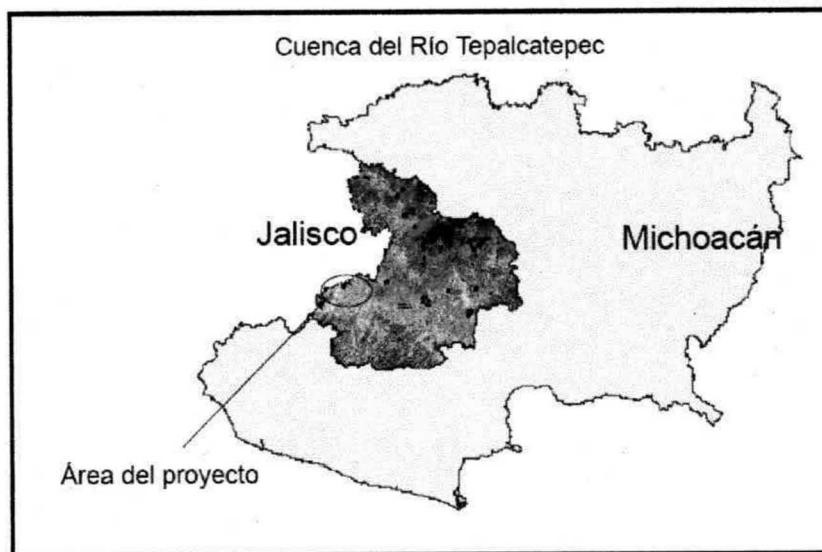 Cuenca del Río Tepalcatepec
Jalisco
Michoacán
Área del proyecto